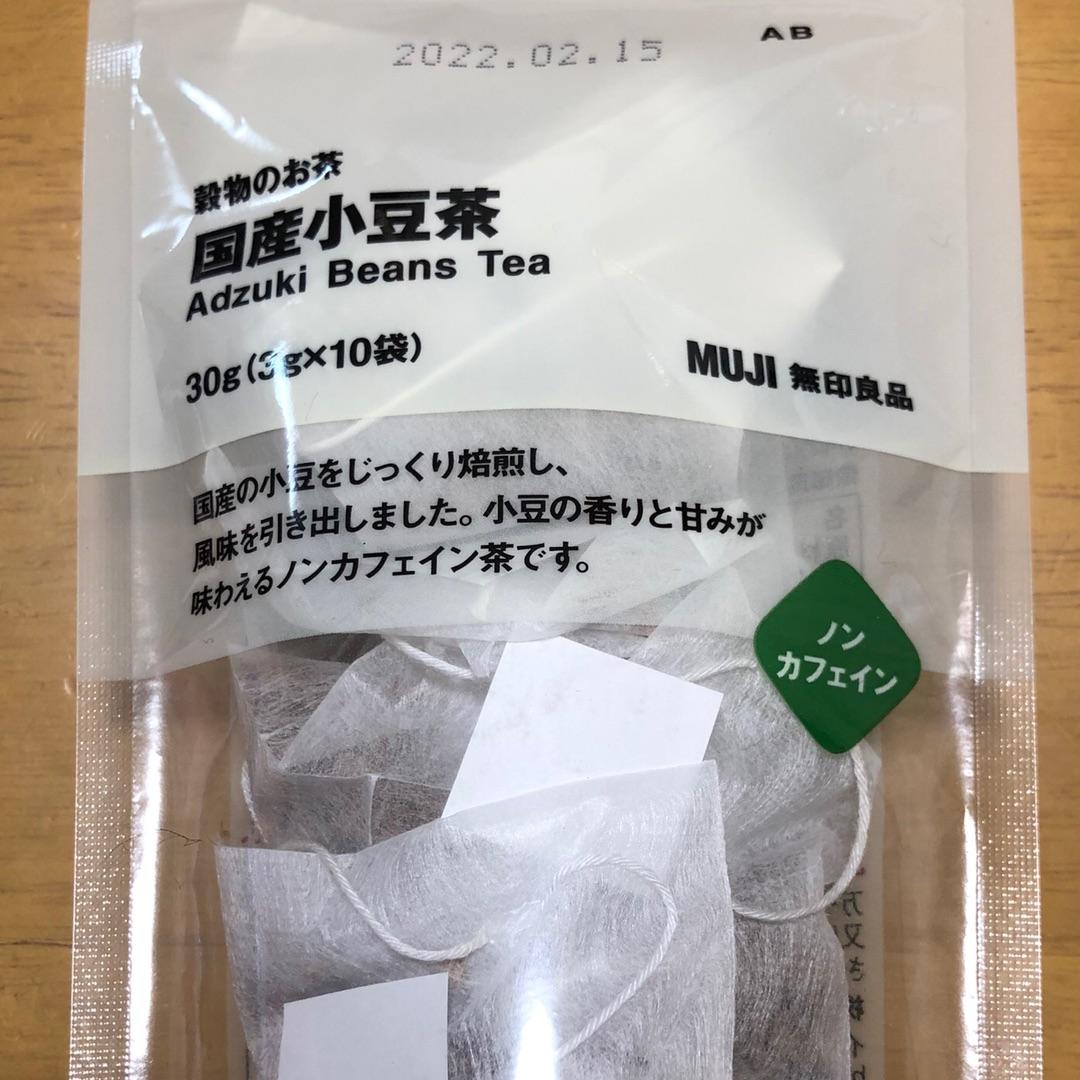 2022.02.15
AB
穀物のお茶
国産小豆茶
Adzuki Beans Tea
30g(3g×10袋)
MUJI 無印良品
国産の小豆をじっくり焙煎し、
風味を引き出しました。小豆の香りと甘みが
味わえるノンカフェイン茶です。
ノン
カフェイン